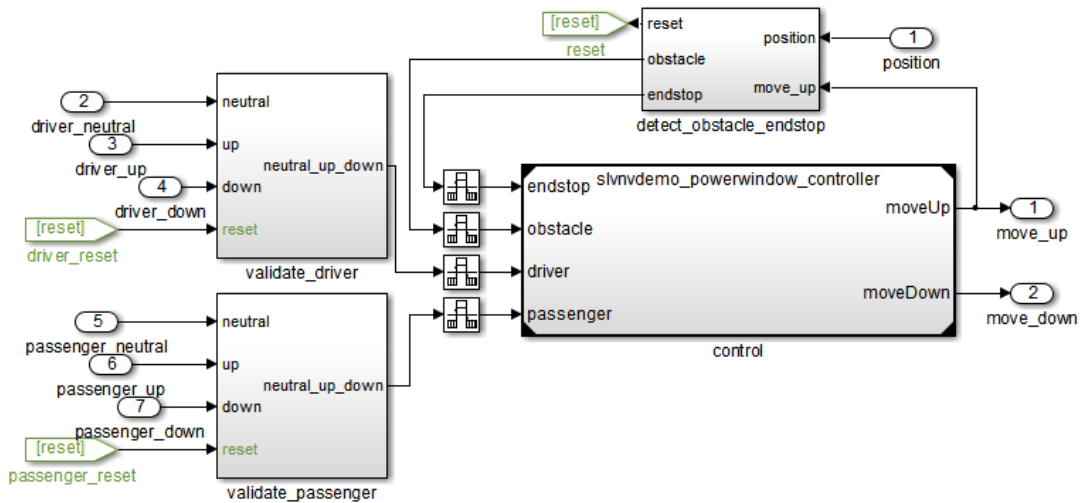 [reset]
reset
reset
obstacle
endstop
position
move_up
detect_obstacle_endstop
1
position
2
driver_neutral
3
driver_up
4
driver_down
[reset]
driver_reset
neutral
up
down
reset
neutral_up_down
validate_driver
slvnvdemo_powerwindow_controller
endstop
obstacle
driver
passenger
moveUp
moveDown
control
1
move_up
2
move_down
5
passenger_neutral
6
passenger_up
7
passenger_down
[reset]
passenger_reset
neutral
up
down
reset
neutral_up_down
validate_passenger